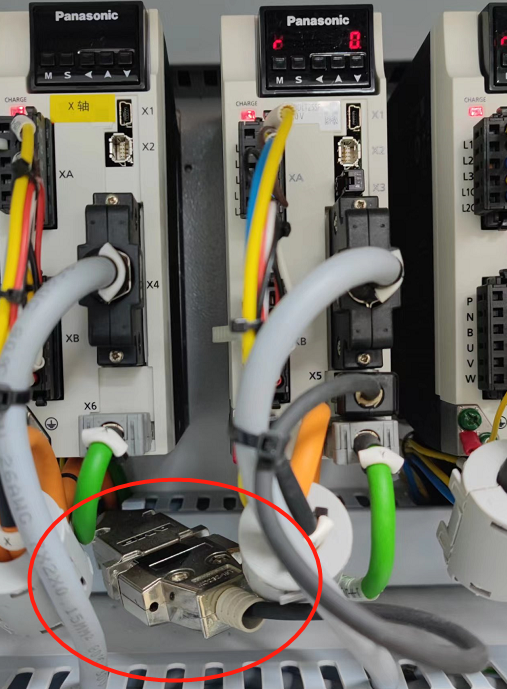 Panasonic
M S
CHARGE
X 轴
X1
X2
XA
X4
XB
X6
Panasonic
r 0.
M S
CHARGE
X1
X2
X3
XA
X5
CHARGE
L1
L2
L3
L1C
L2C
P
N
B
U
V
W
X